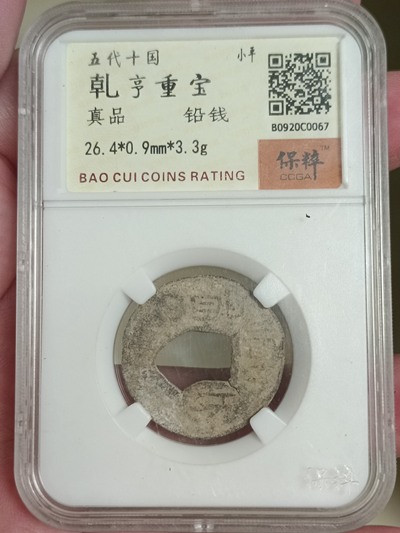 五代十国 小平
乹亨重宝
真品 铅钱
B0920C0067
26.4*0.9mm*3.3g
保粹 TM
CCGA
BAO CUI COINS RATING